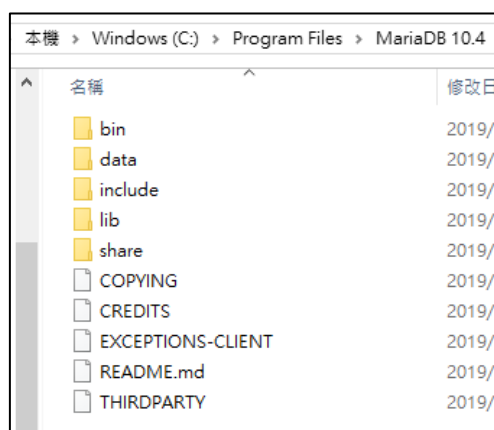 本機 > Windows (C:) > Program Files > MariaDB 10.4
名稱 修改日
bin 2019/
data 2019/
include 2019/
lib 2019/
share 2019/
COPYING 2019/
CREDITS 2019/
EXCEPTIONS-CLIENT 2019/
README.md 2019/
THIRDPARTY 2019/